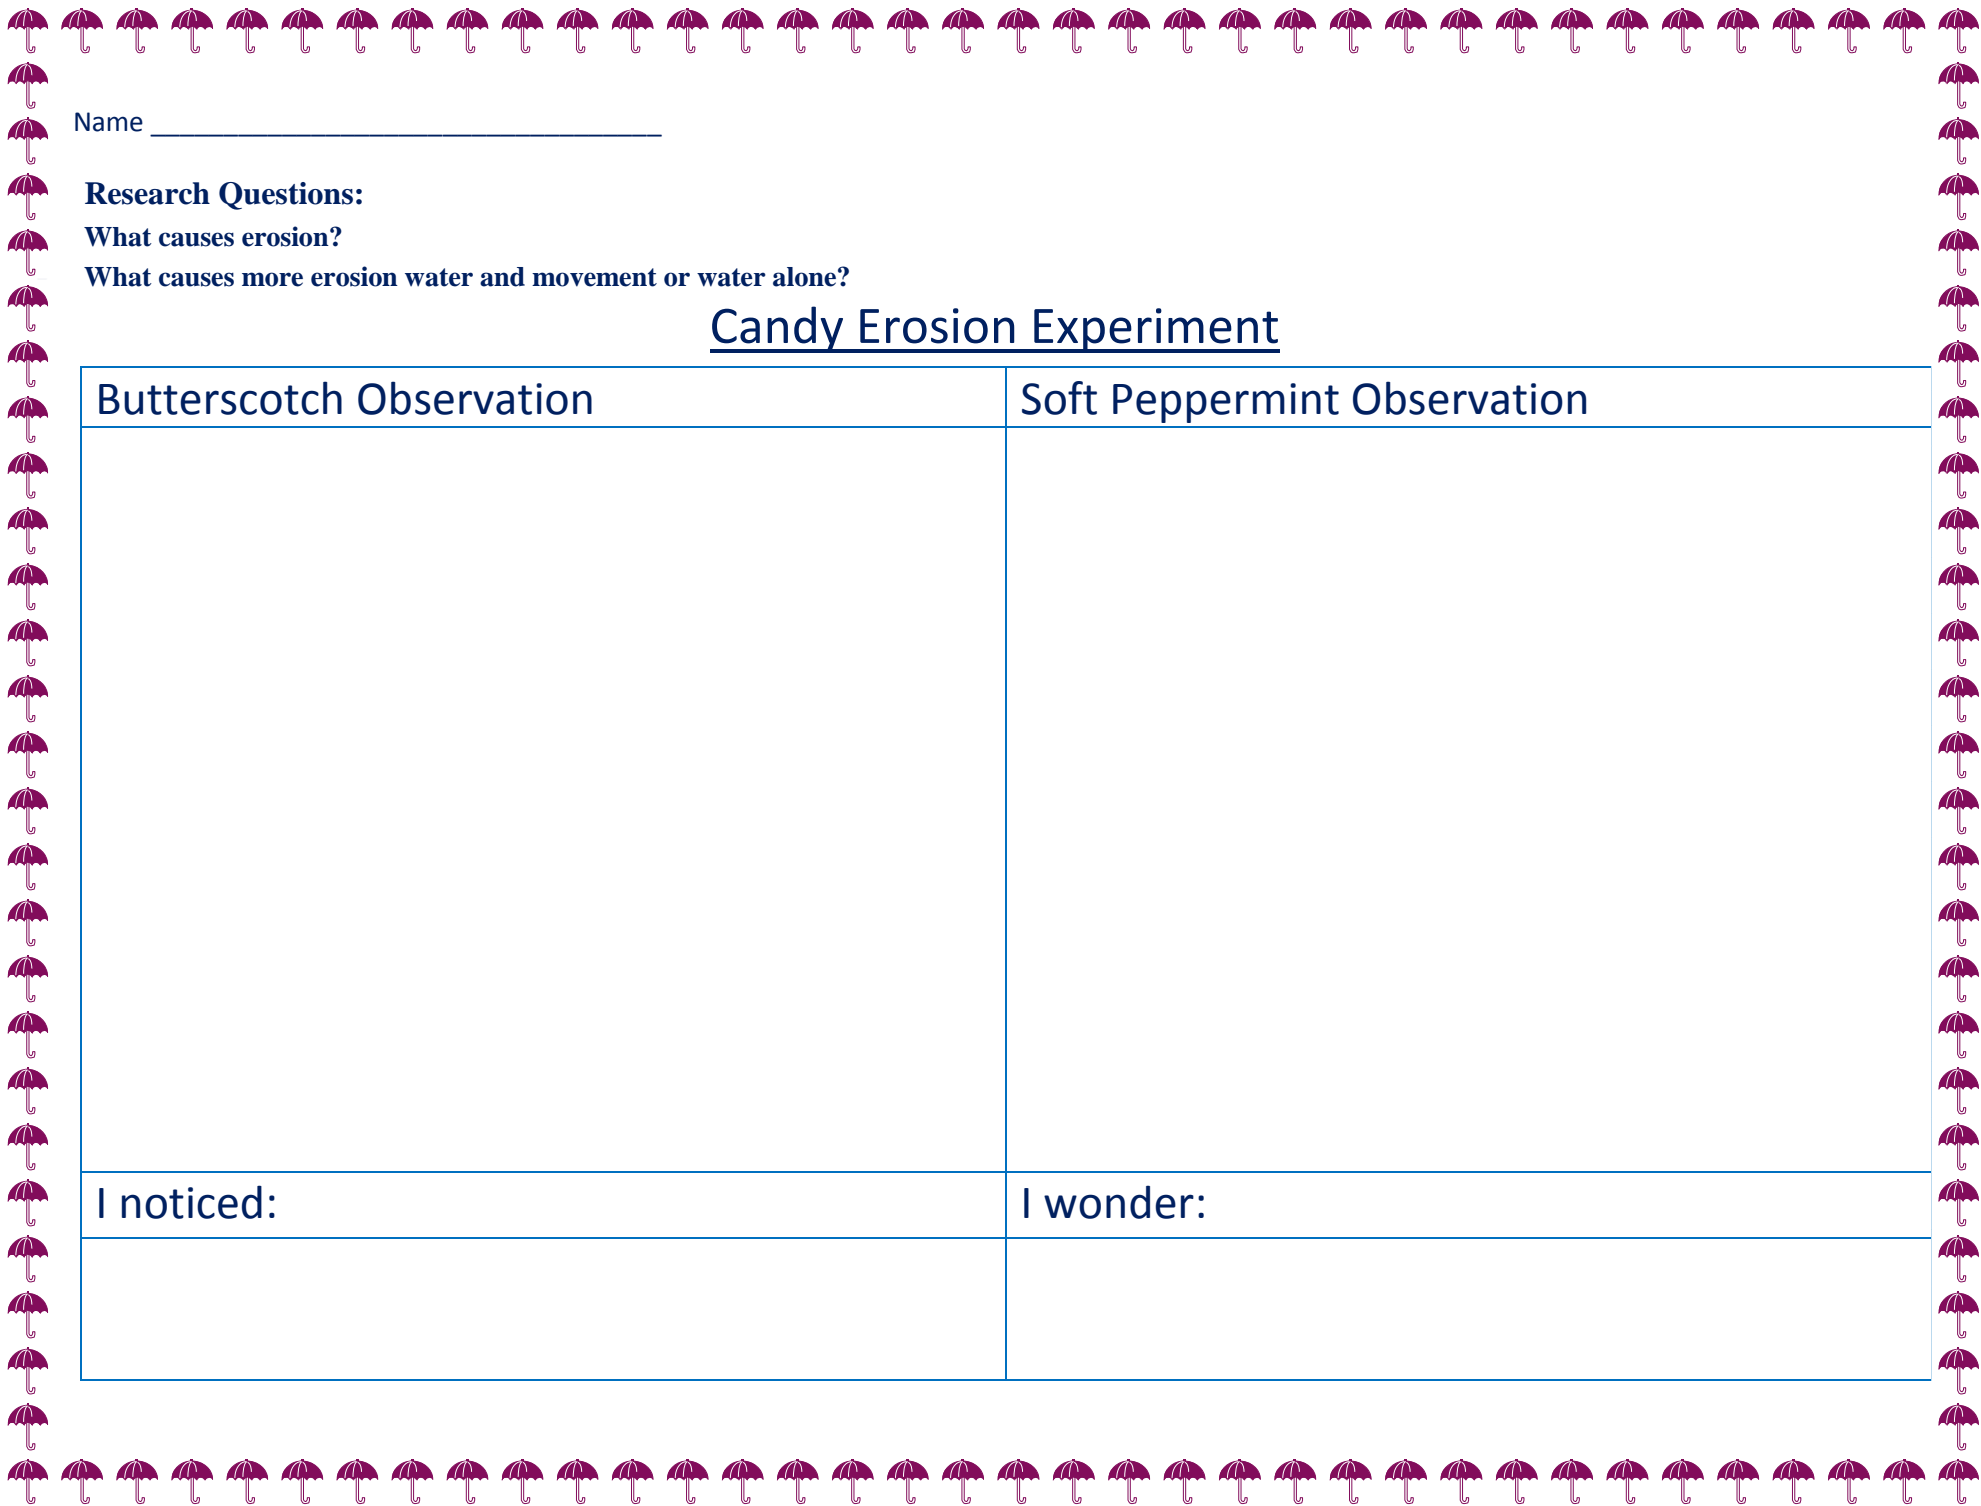 Name ___________________________________
Research Questions:
What causes erosion?
What causes more erosion water and movement or water alone?
Candy Erosion Experiment
Butterscotch Observation
Soft Peppermint Observation
I noticed:
I wonder: